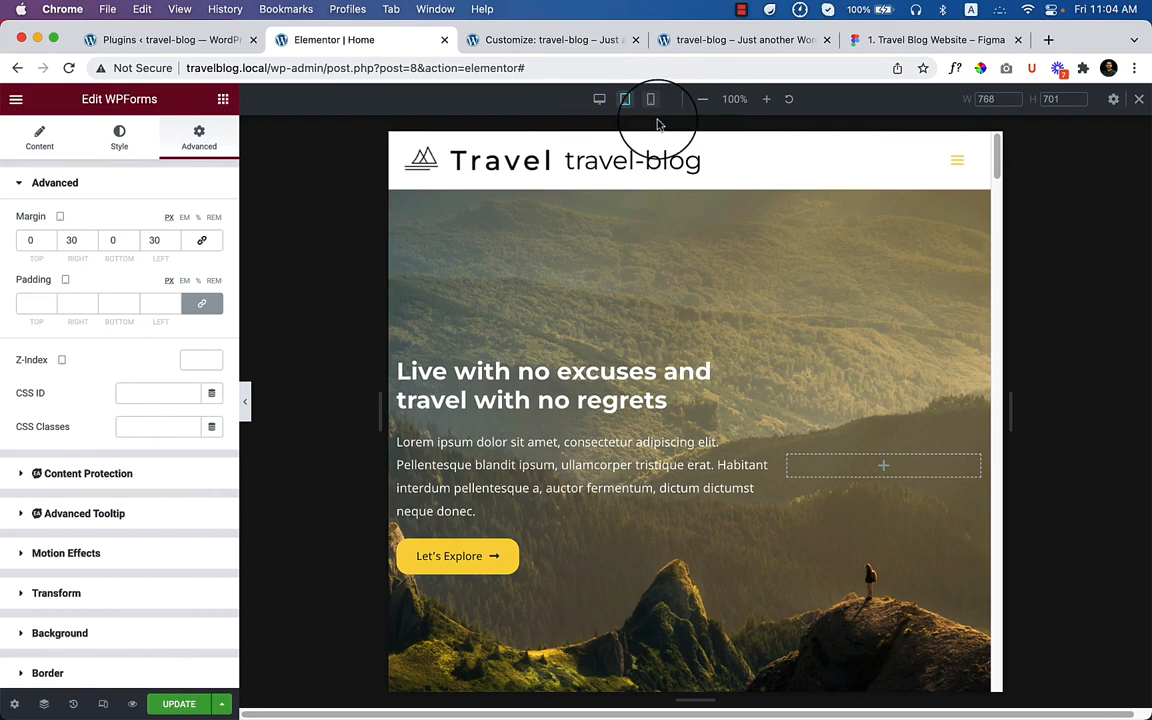 Chrome File Edit View History Bookmarks Profiles Tab Window Help 100% A Fri 11:04 AM
Plugins ‹ travel-blog — WordPr Elementor | Home Customize: travel-blog – Just a travel-blog – Just another Wor 1. Travel Blog Website – Figma
Not Secure travelblog.local/wp-admin/post.php?post=8&action=elementor# f? U 7
Edit WPForms 100% W 768 H 701
Content Style Advanced
Travel travel-blog
Advanced
Margin PX EM % REM
0 30 0 30
TOP RIGHT BOTTOM LEFT
Padding PX EM % REM
TOP RIGHT BOTTOM LEFT
Z-Index
CSS ID
CSS Classes
Content Protection
Advanced Tooltip
Motion Effects
Transform
Background
Border
UPDATE
Live with no excuses and
travel with no regrets
Lorem ipsum dolor sit amet, consectetur adipiscing elit.
Pellentesque blandit ipsum, ullamcorper tristique erat. Habitant
interdum pellentesque a, auctor fermentum, dictum dictumst
neque donec.
Let's Explore